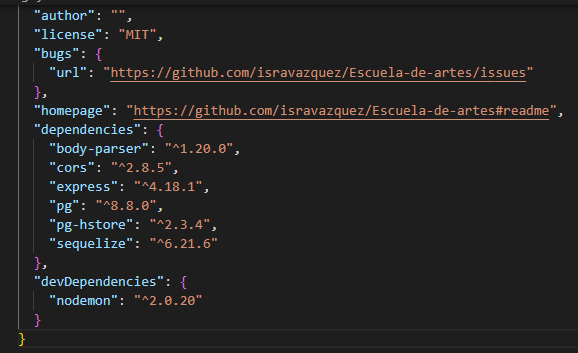 "author": "",
"license": "MIT",
"bugs": {
"url": "https://github.com/isravazquez/Escuela-de-artes/issues"
},
"homepage": "https://github.com/isravazquez/Escuela-de-artes#readme",
"dependencies": {
"body-parser": "^1.20.0",
"cors": "^2.8.5",
"express": "^4.18.1",
"pg": "^8.8.0",
"pg-hstore": "^2.3.4",
"sequelize": "^6.21.6"
},
"devDependencies": {
"nodemon": "^2.0.20"
}
}